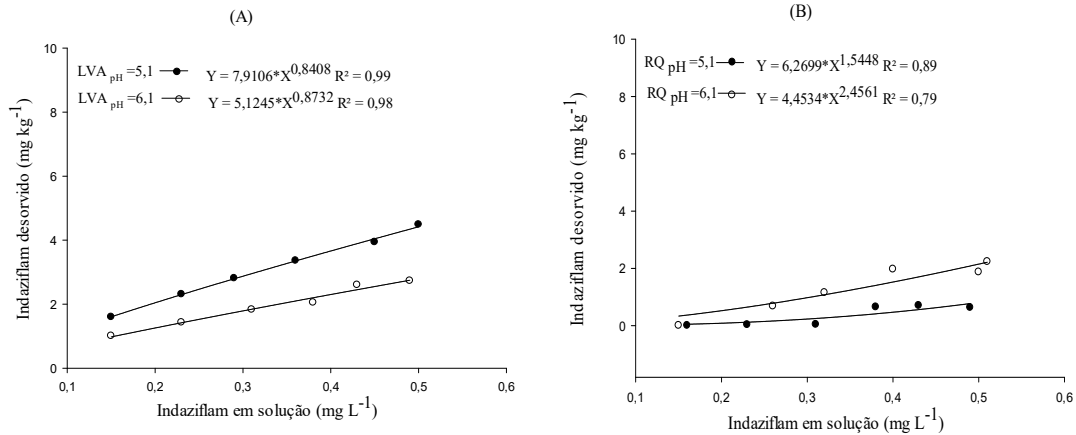 (A)
10
8
6
4
2
0
Indaziflam desorvido (mg kg-1)
LVA pH =5,1 Y = 7,9106*X0,8408 R² = 0,99
LVA pH =6,1 Y = 5,1245*X0,8732 R² = 0,98
0,1 0,2 0,3 0,4 0,5 0,6
Indaziflam em solução (mg L-1)
(B)
10
8
6
4
2
0
Indaziflam desorvido (mg kg-1)
RQ pH =5,1 Y = 6,2699*X1,5448 R² = 0,89
RQ pH=6,1 Y = 4,4534*X2,4561 R² = 0,79
0,1 0,2 0,3 0,4 0,5 0,6
Indaziflam em solução (mg L-1)